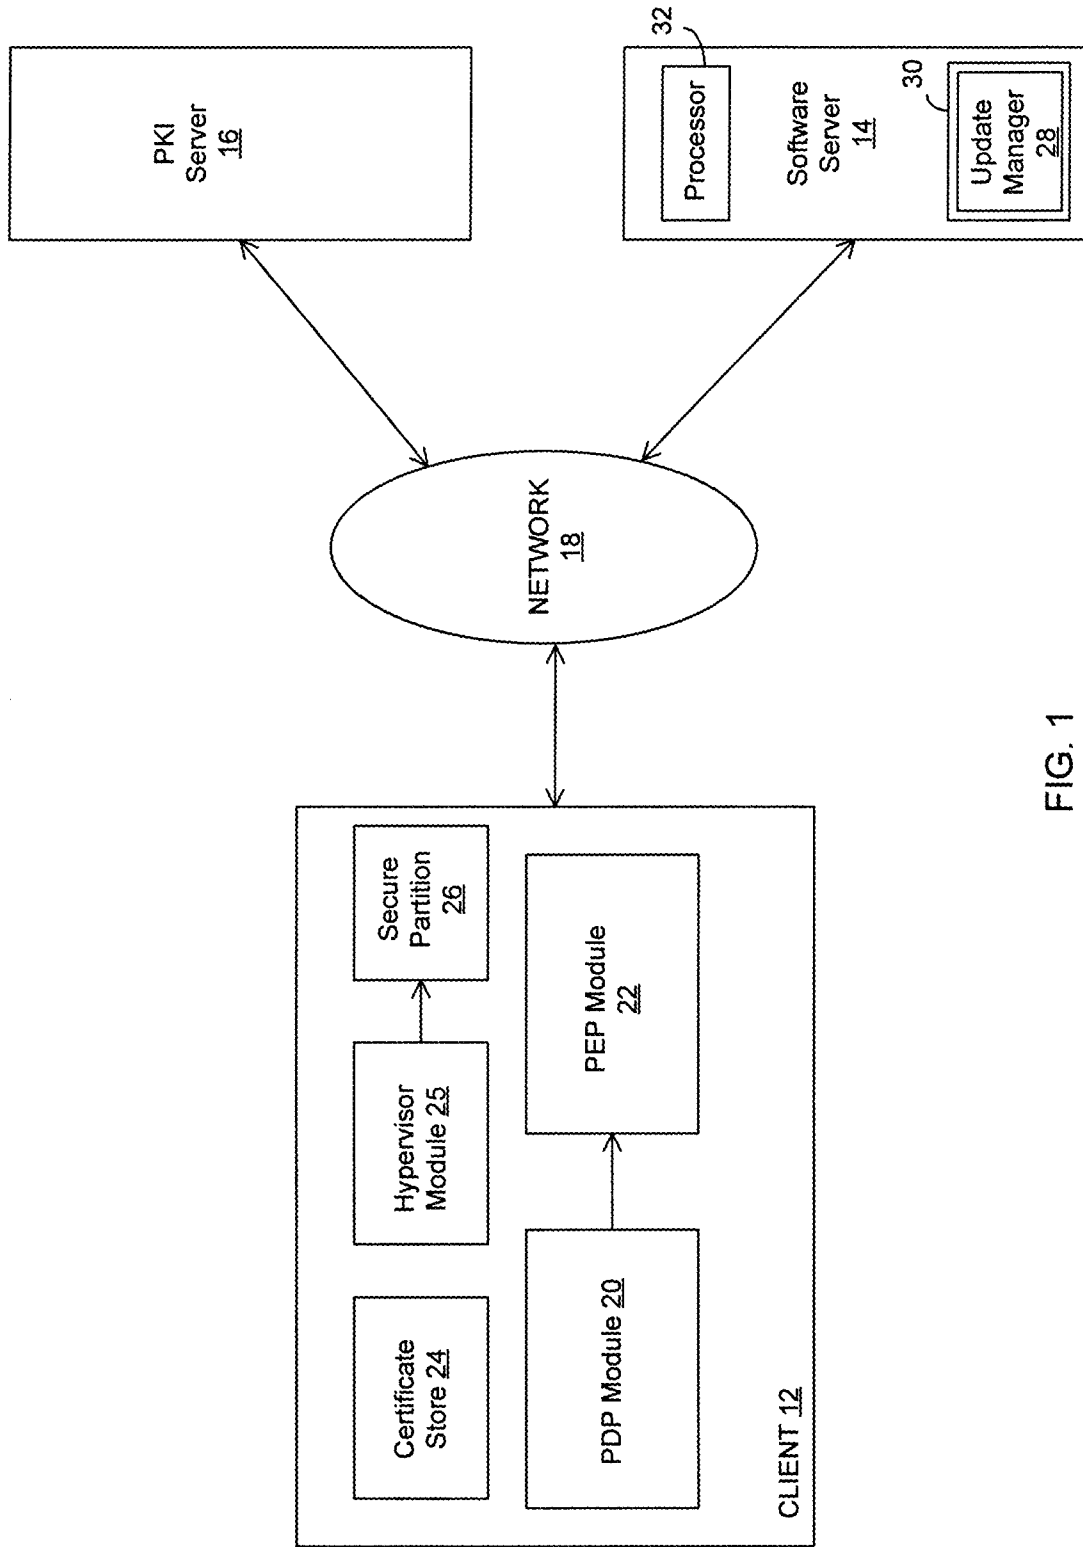 Certificate
Store 24
Hypervisor
Module 25
Secure
Partition
26
PDP Module 20
PEP Module
22
CLIENT 12
NETWORK
18
PKI
Server
16
32
Processor
Software
Server
14
30
Update
Manager
28
FIG. 1